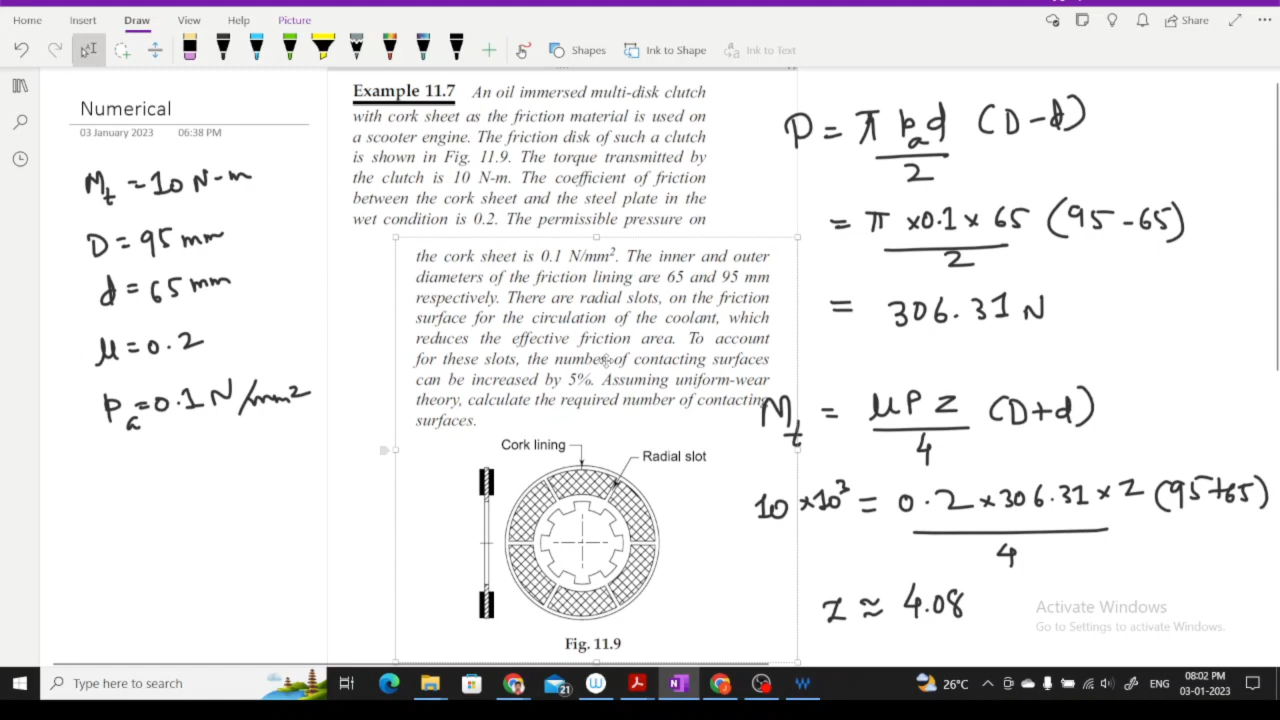 Home Insert Draw View Help Picture
Share
Shapes
Ink to Shape
Ink to Text
Numerical
03 January 2023 06:38 PM
Mt = 10 N-m
D = 95 mm
d = 65 mm
μ = 0.2
Pa = 0.1 N/mm²
Example 11.7 An oil immersed multi-disk clutch
with cork sheet as the friction material is used on
a scooter engine. The friction disk of such a clutch
is shown in Fig. 11.9. The torque transmitted by
the clutch is 10 N-m. The coefficient of friction
between the cork sheet and the steel plate in the
wet condition is 0.2. The permissible pressure on
the cork sheet is 0.1 N/mm². The inner and outer
diameters of the friction lining are 65 and 95 mm
respectively. There are radial slots, on the friction
surface for the circulation of the coolant, which
reduces the effective friction area. To account
for these slots, the number of contacting surfaces
can be increased by 5%. Assuming uniform-wear
theory, calculate the required number of contacting
surfaces.
Cork lining
Radial slot
Fig. 11.9
P = π Pa d (D-d)
2
= π × 0.1 × 65 (95-65)
2
= 306.31 N
Mt = μ P z (D+d)
4
10 × 10³ = 0.2 × 306.31 × z (95+65)
4
z ≈ 4.08
Activate Windows
Go to Settings to activate Windows.
Type here to search
21
26°C
ENG
08:02 PM
03-01-2023